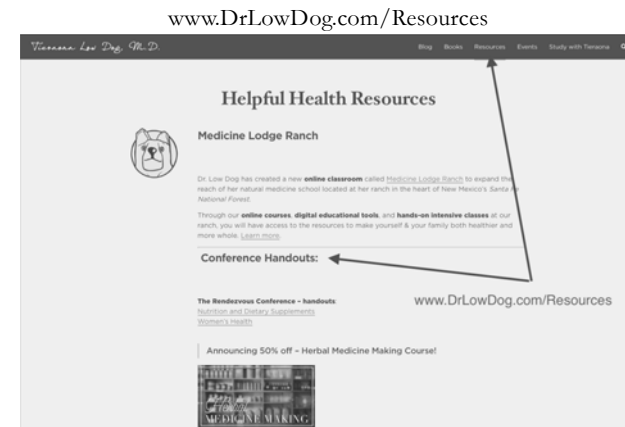 www.DrLowDog.com/Resources
Tieraona Low Dog, M.D.
Blog Books Resources Events Study with Tieraona
Helpful Health Resources
Medicine Lodge Ranch
Dr. Low Dog has created a new online classroom called Medicine Lodge Ranch to expand the
reach of her natural medicine school located at her ranch in the heart of New Mexico's Santa Fe
National Forest.
Through our online courses, digital educational tools, and hands-on intensive classes at our
ranch, you will have access to the resources to make yourself & your family both healthier and
more whole. Learn more.
Conference Handouts:
www.DrLowDog.com/Resources
The Rendezvous Conference – handouts:
Nutrition and Dietary Supplements
Women's Health
Announcing 50% off – Herbal Medicine Making Course!
MEDICINE MAKING